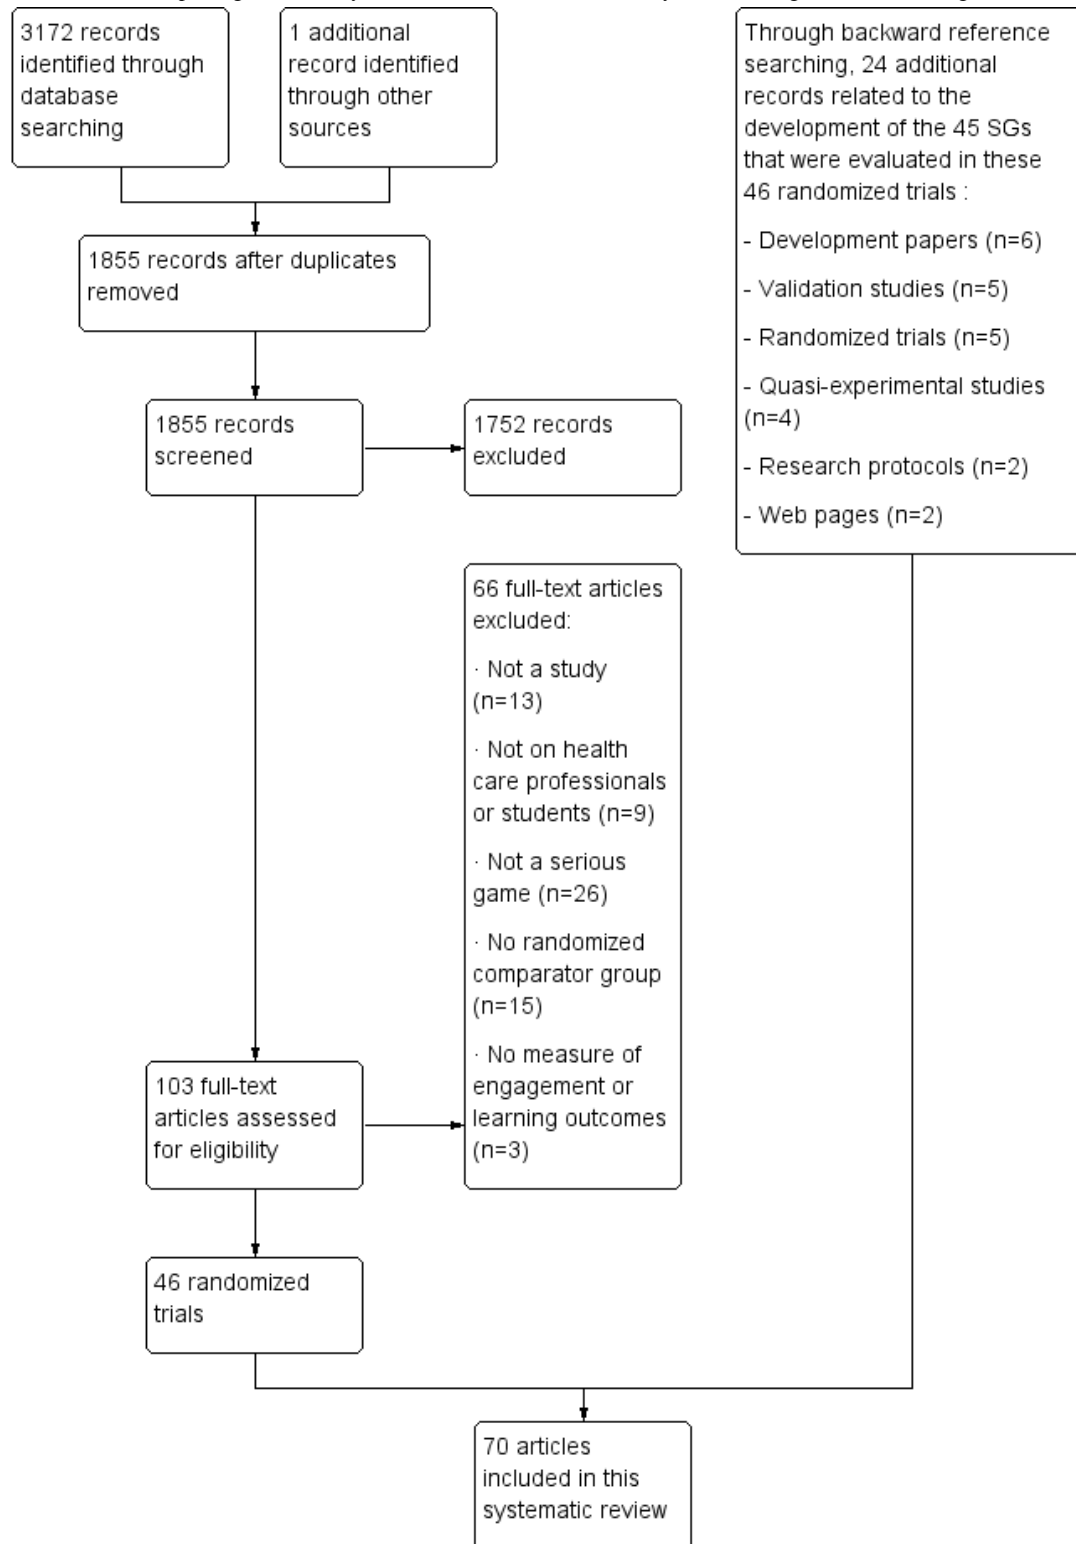 3172 records
identified through
database
searching
1 additional
record identified
through other
sources
Through backward reference
searching, 24 additional
records related to the
development of the 45 SGs
that were evaluated in these
46 randomized trials :
- Development papers (n=6)
- Validation studies (n=5)
- Randomized trials (n=5)
- Quasi-experimental studies
(n=4)
- Research protocols (n=2)
- Web pages (n=2)
1855 records after duplicates
removed
1855 records
screened
1752 records
excluded
66 full-text articles
excluded:
· Not a study
(n=13)
· Not on health
care professionals
or students (n=9)
· Not a serious
game (n=26)
· No randomized
comparator group
(n=15)
· No measure of
engagement or
learning outcomes
(n=3)
103 full-text
articles assessed
for eligibility
46 randomized
trials
70 articles
included in this
systematic review